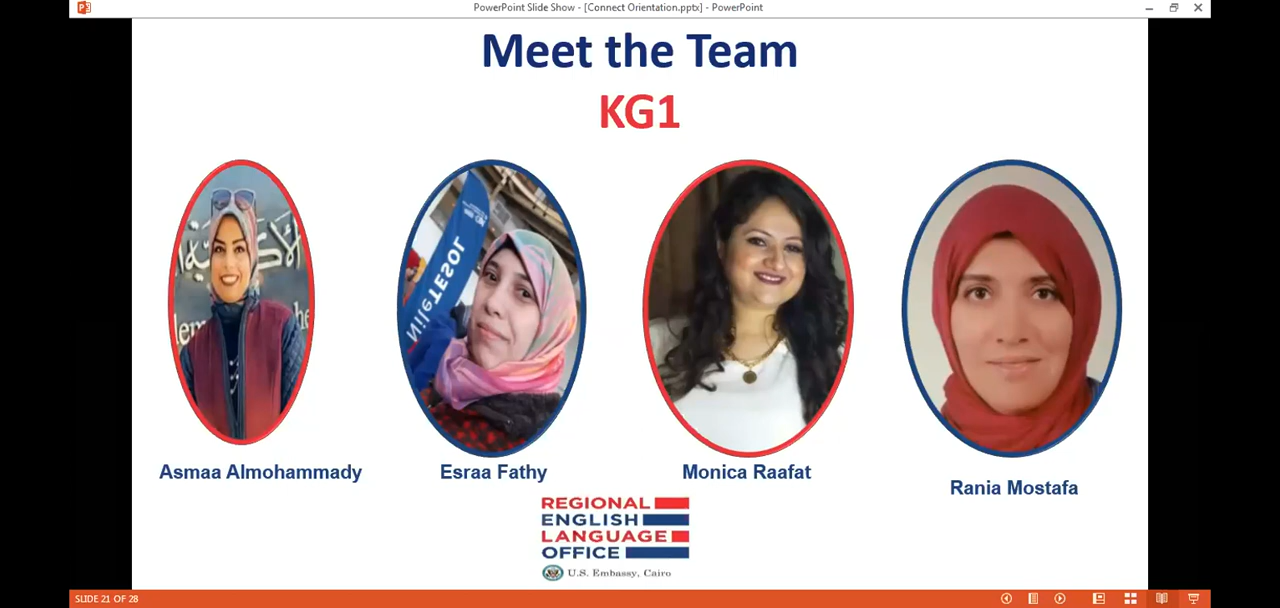 PowerPoint Slide Show - [Connect Orientation.pptx] - PowerPoint
Meet the Team
KG1
NileTESOL
Asmaa Almohammady
Esraa Fathy
Monica Raafat
Rania Mostafa
REGIONAL
ENGLISH
LANGUAGE
OFFICE
U.S. Embassy, Cairo
SLIDE 21 OF 28